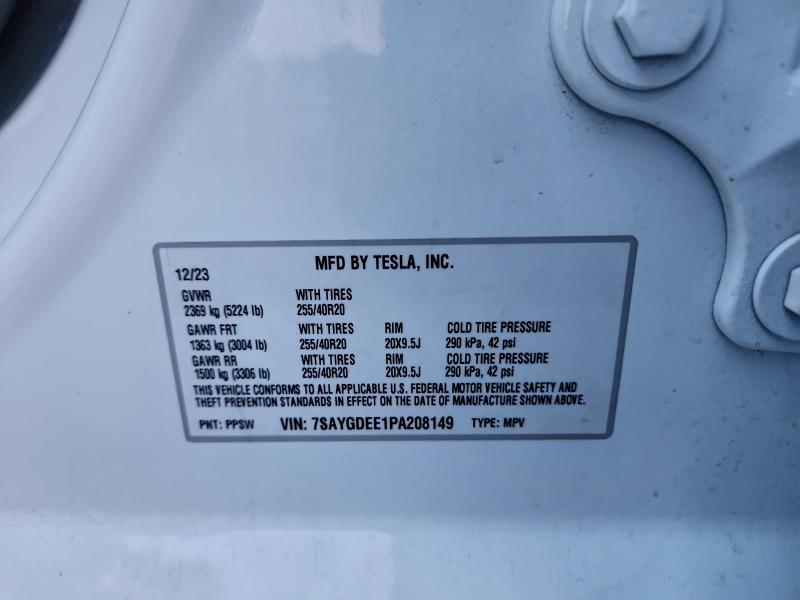 MFD BY TESLA, INC.
12/23
GVWR WITH TIRES
2369 kg (5224 lb) 255/40R20
GAWR FRT WITH TIRES RIM COLD TIRE PRESSURE
1363 kg (3004 lb) 255/40R20 20X9.5J 290 kPa, 42 psi
GAWR RR WITH TIRES RIM COLD TIRE PRESSURE
1500 kg (3306 lb) 255/40R20 20X9.5J 290 kPa, 42 psi
THIS VEHICLE CONFORMS TO ALL APPLICABLE U.S. FEDERAL MOTOR VEHICLE SAFETY AND
THEFT PREVENTION STANDARDS IN EFFECT ON THE DATE OF MANUFACTURE SHOWN ABOVE.
PNT: PPSW VIN: 7SAYGDEE1PA208149 TYPE: MPV